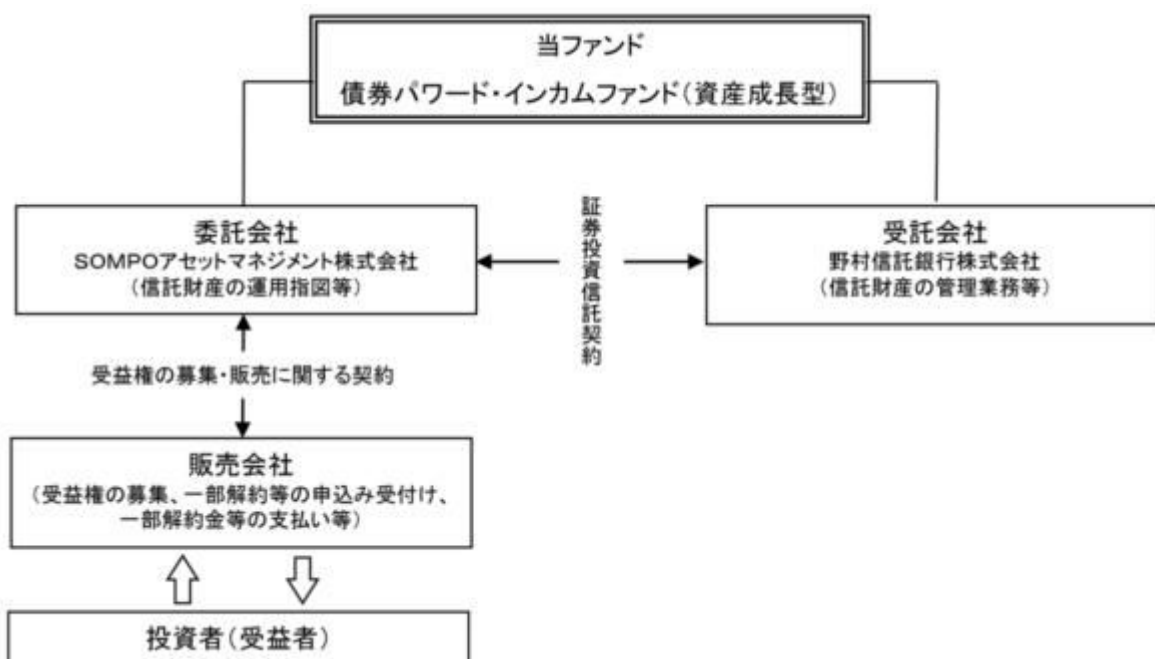 当ファンド
債券パワード・インカムファンド(資産成長型)
委託会社
SOMPOアセットマネジメント株式会社
(信託財産の運用指図等)
証券投資信託契約
受託会社
野村信託銀行株式会社
(信託財産の管理業務等)
受益権の募集・販売に関する契約
販売会社
(受益権の募集、一部解約等の申込み受付け、
一部解約金等の支払い等)
投資者(受益者)